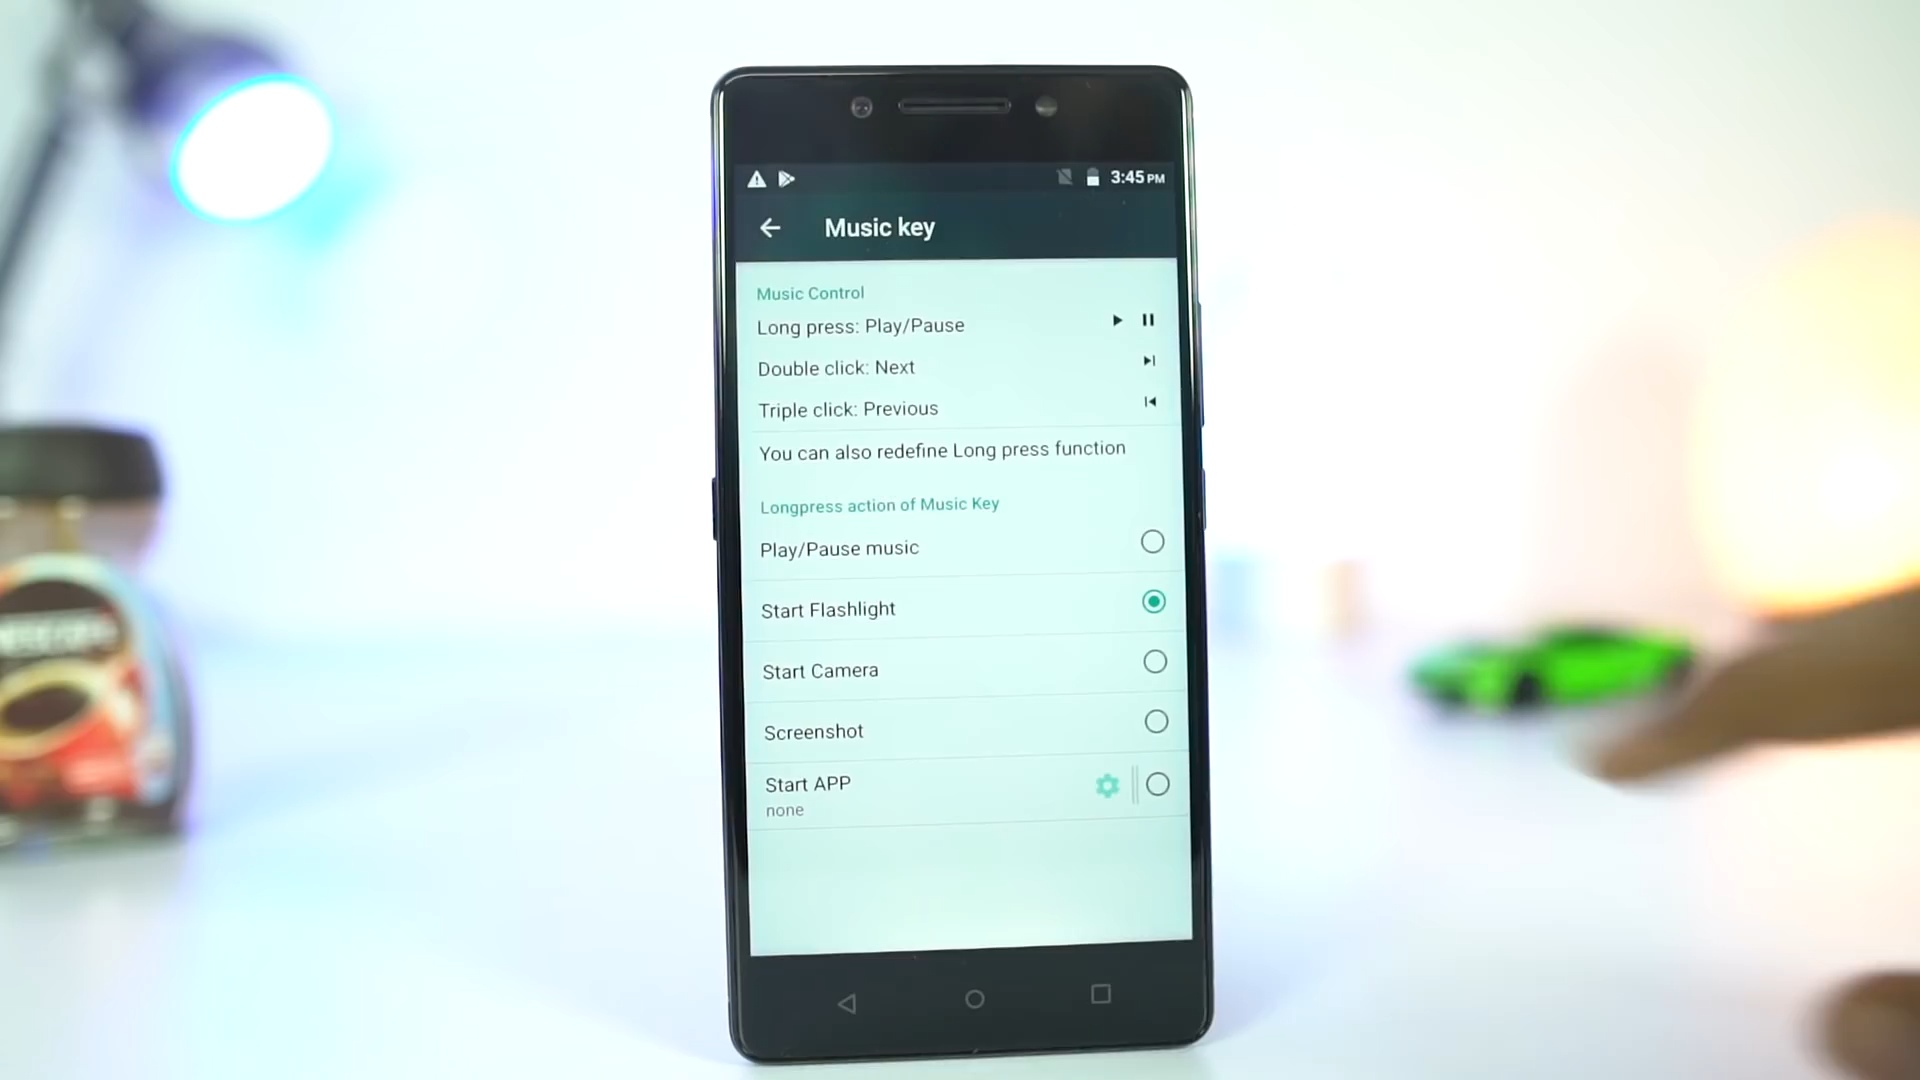 3:45 PM
Music key
Music Control
Long press: Play/Pause
Double click: Next
Triple click: Previous
You can also redefine Long press function
Longpress action of Music Key
Play/Pause music
Start Flashlight
Start Camera
Screenshot
Start APP
none